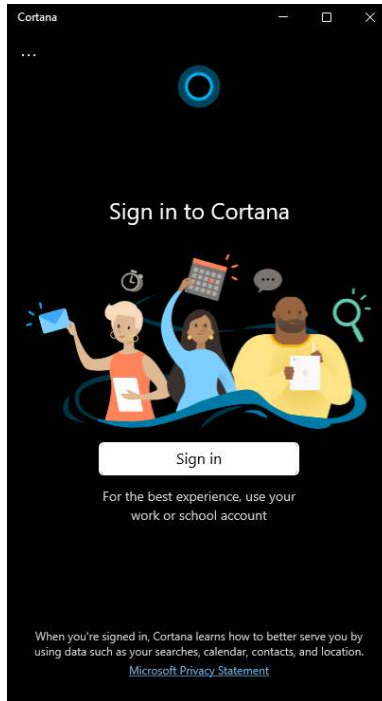 Cortana
...
Sign in to Cortana
Sign in
For the best experience, use your
work or school account
When you're signed in, Cortana learns how to better serve you by
using data such as your searches, calendar, contacts, and location.
Microsoft Privacy Statement